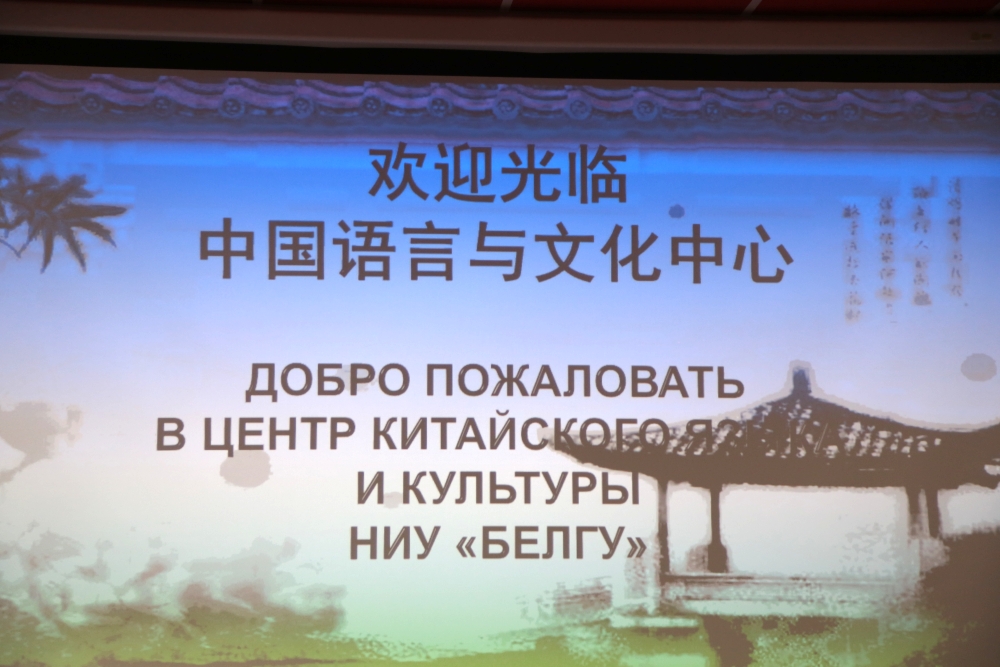 欢迎光临
中国语言与文化中心
ДОБРО ПОЖАЛОВАТЬ
В ЦЕНТР КИТАЙСКОГО ЯЗЫКА
И КУЛЬТУРЫ
НИУ «БЕЛГУ»